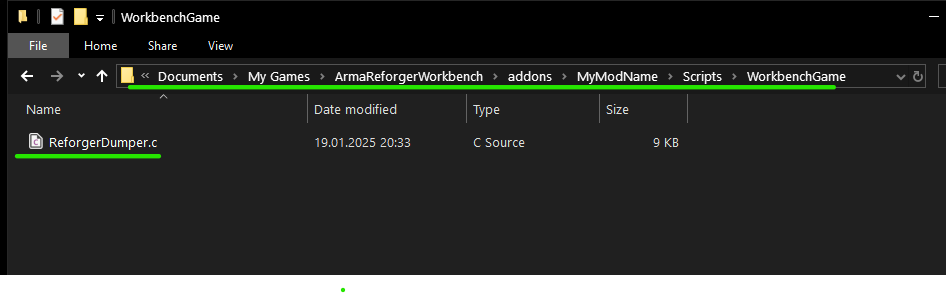 WorkbenchGame
File Home Share View
« Documents › My Games › ArmaReforgerWorkbench › addons › MyModName › Scripts › WorkbenchGame
Name Date modified Type Size
ReforgerDumper.c 19.01.2025 20:33 C Source 9 KB